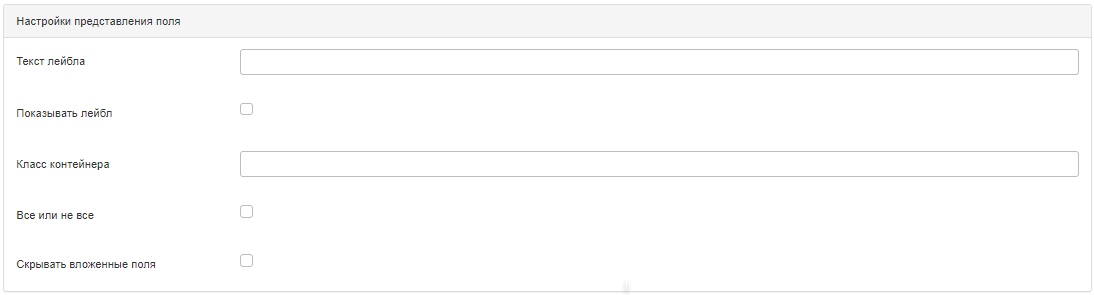 Настройки представления поля
Текст лейбла
Показывать лейбл
Класс контейнера
Все или не все
Скрывать вложенные поля